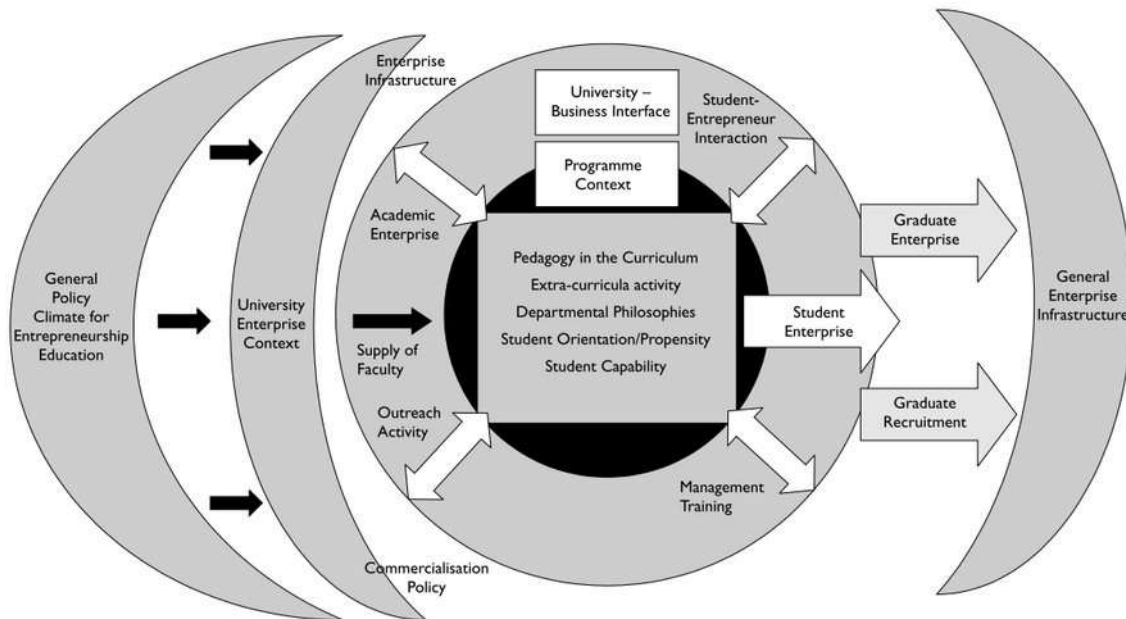 General
Policy
Climate for
Entrepreneurship
Education
University
Enterprise
Context
Enterprise
Infrastructure
Academic
Enterprise
Supply of
Faculty
Outreach
Activity
Commercialisation
Policy
University –
Business Interface
Programme
Context
Student-
Entrepreneur
Interaction
Pedagogy in the Curriculum
Extra-curricula activity
Departmental Philosophies
Student Orientation/Propensity
Student Capability
Management
Training
Graduate
Enterprise
Student
Enterprise
Graduate
Recruitment
General
Enterprise
Infrastructure